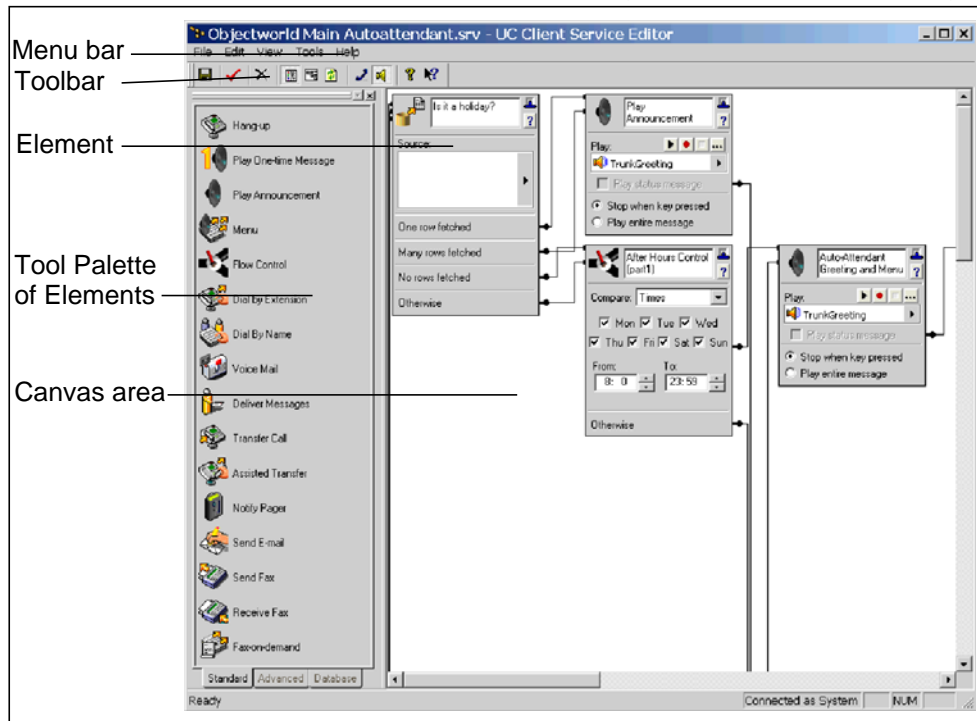 Objectworld Main Autoattendant.srv - UC Client Service Editor
Menu bar
File Edit View Tools Help
Toolbar
Element
Tool Palette
of Elements
Canvas area
Hang-up
Play One-time Message
Play Announcement
Menu
Flow Control
Dial by Extension
Dial By Name
Voice Mail
Deliver Messages
Transfer Call
Assisted Transfer
Notify Pager
Send E-mail
Send Fax
Receive Fax
Fax-on-demand
Standard Advanced Database
Is it a holiday?
Source:
One row fetched
Many rows fetched
No rows fetched
Otherwise
Play
Announcement
Play:
TrunkGreeting
Play status message
Stop when key pressed
Play entire message
After Hours Control
(part1)
Compare: Times
Mon Tue Wed
Thu Fri Sat Sun
From: To:
8: 0 23:59
Otherwise
Auto-Attendant
Greeting and Menu
Play:
TrunkGreeting
Play status message
Stop when key pressed
Play entire message
Ready Connected as System NUM